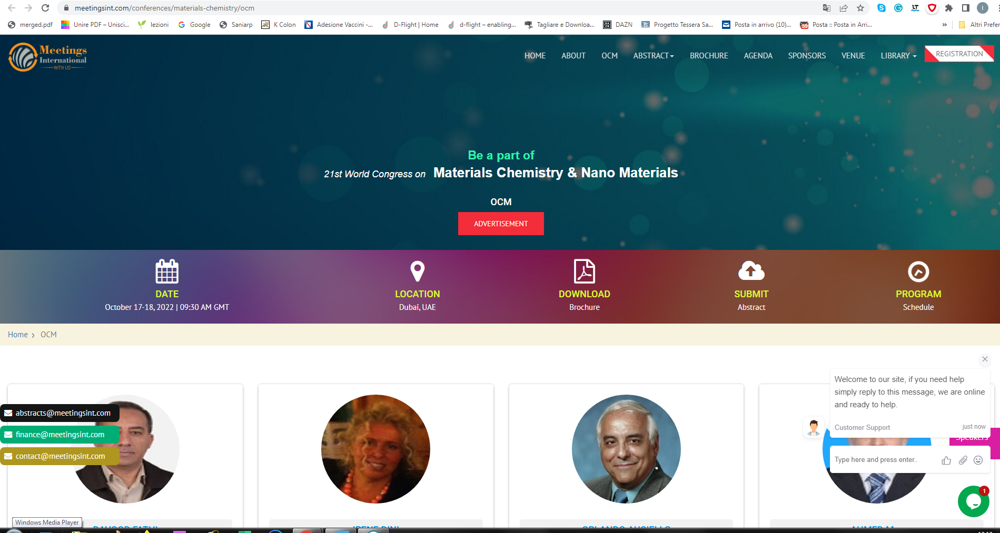 meetingsint.com/conferences/materials-chemistry/ocm
merged.pdf
Unire PDF – Unisci...
lezioni
Google
Saniarp
K Colon
Adesione Vaccini -...
D-Flight | Home
d-flight – enabling...
Tagliare e Downloa...
DAZN
Progetto Tessera Sa...
Posta in arrivo (10)...
Posta :: Posta in Arri...
»
Altri Prefer
Meetings
International
WITH US
HOME
ABOUT
OCM
ABSTRACT
BROCHURE
AGENDA
SPONSORS
VENUE
LIBRARY
REGISTRATION
Be a part of
21st World Congress on Materials Chemistry & Nano Materials
OCM
ADVERTISEMENT
DATE
October 17-18, 2022 | 09:30 AM GMT
LOCATION
Dubai, UAE
DOWNLOAD
Brochure
SUBMIT
Abstract
PROGRAM
Schedule
Home › OCM
abstracts@meetingsint.com
finance@meetingsint.com
contact@meetingsint.com
Welcome to our site, if you need help
simply reply to this message, we are online
and ready to help.
Customer Support
just now
Speakers
Type here and press enter..
1
Windows Media Player
IRENE DINI
ORLANDO AUCIELLO
AHMED M.